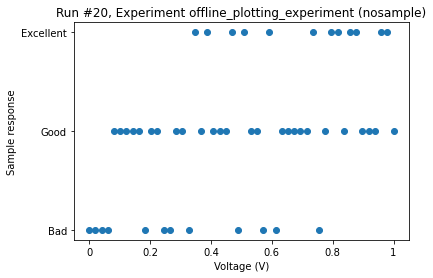 Run #20, Experiment offline_plotting_experiment (nosample)
Excellent
Good
Bad
Sample response
0 0.2 0.4 0.6 0.8 1
Voltage (V)